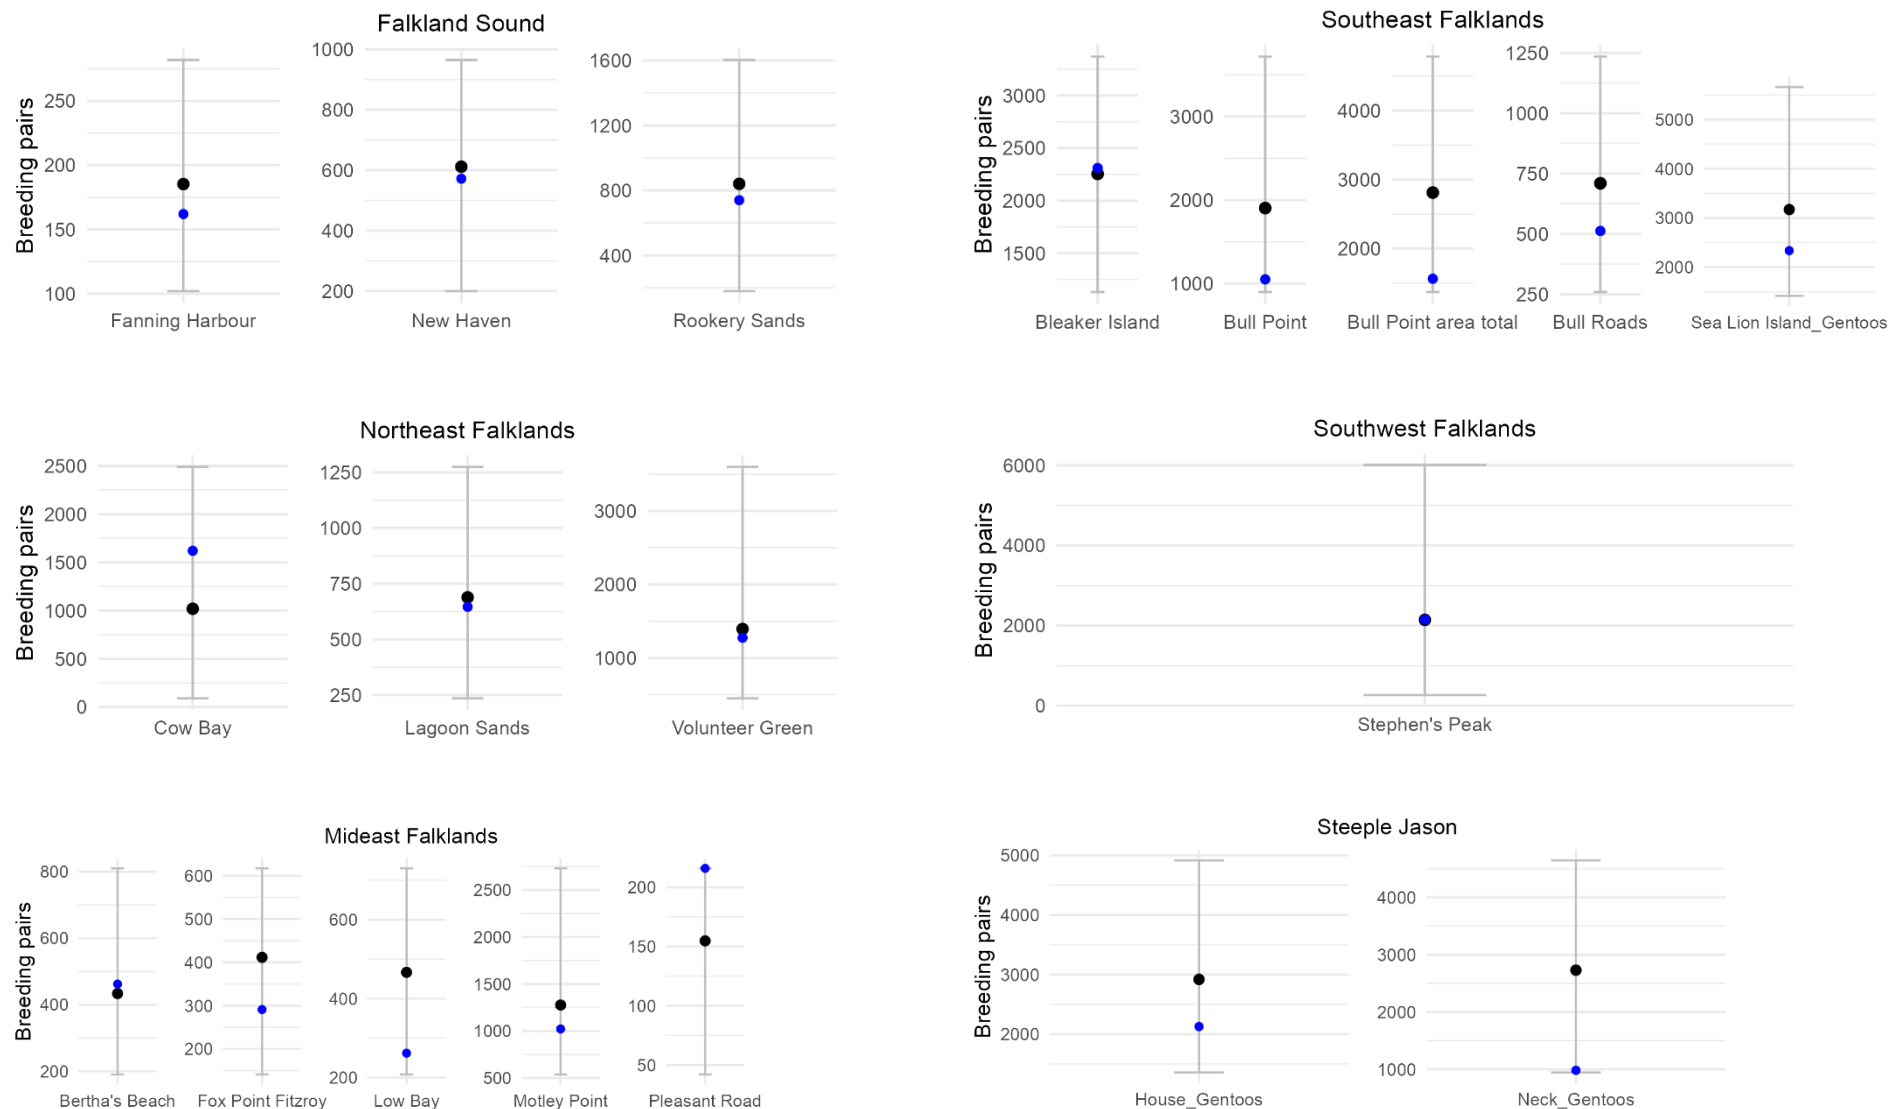 Falkland Sound
Breeding pairs
250
200
150
100
Fanning Harbour
1000
800
600
400
200
New Haven
1600
1200
800
400
Rookery Sands
Southeast Falklands
Breeding pairs
3000
2500
2000
1500
Bleaker Island
3000
2000
1000
Bull Point
4000
3000
2000
Bull Point area total
1250
1000
750
500
250
Bull Roads
5000
4000
3000
2000
Sea Lion Island_Gentoos
Northeast Falklands
Breeding pairs
2500
2000
1500
1000
500
0
Cow Bay
1250
1000
750
500
250
Lagoon Sands
3000
2000
1000
Volunteer Green
Southwest Falklands
Breeding pairs
6000
4000
2000
0
Stephen's Peak
Mideast Falklands
Breeding pairs
800
600
400
200
Bertha's Beach
600
500
400
300
200
Fox Point Fitzroy
600
400
200
Low Bay
2500
2000
1500
1000
500
Motley Point
200
150
100
50
Pleasant Road
Steeple Jason
Breeding pairs
5000
4000
3000
2000
House_Gentoos
4000
3000
2000
1000
Neck_Gentoos